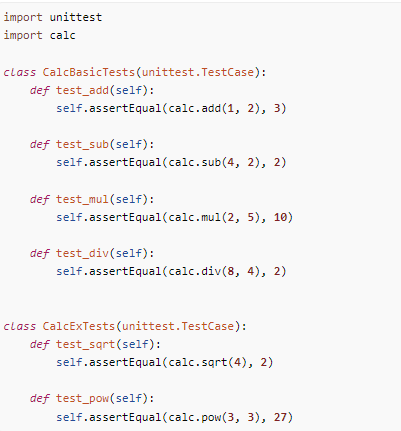 import unittest
import calc
class CalcBasicTests(unittest.TestCase):
    def test_add(self):
        self.assertEqual(calc.add(1, 2), 3)
    def test_sub(self):
        self.assertEqual(calc.sub(4, 2), 2)
    def test_mul(self):
        self.assertEqual(calc.mul(2, 5), 10)
    def test_div(self):
        self.assertEqual(calc.div(8, 4), 2)
class CalcExTests(unittest.TestCase):
    def test_sqrt(self):
        self.assertEqual(calc.sqrt(4), 2)
    def test_pow(self):
        self.assertEqual(calc.pow(3, 3), 27)